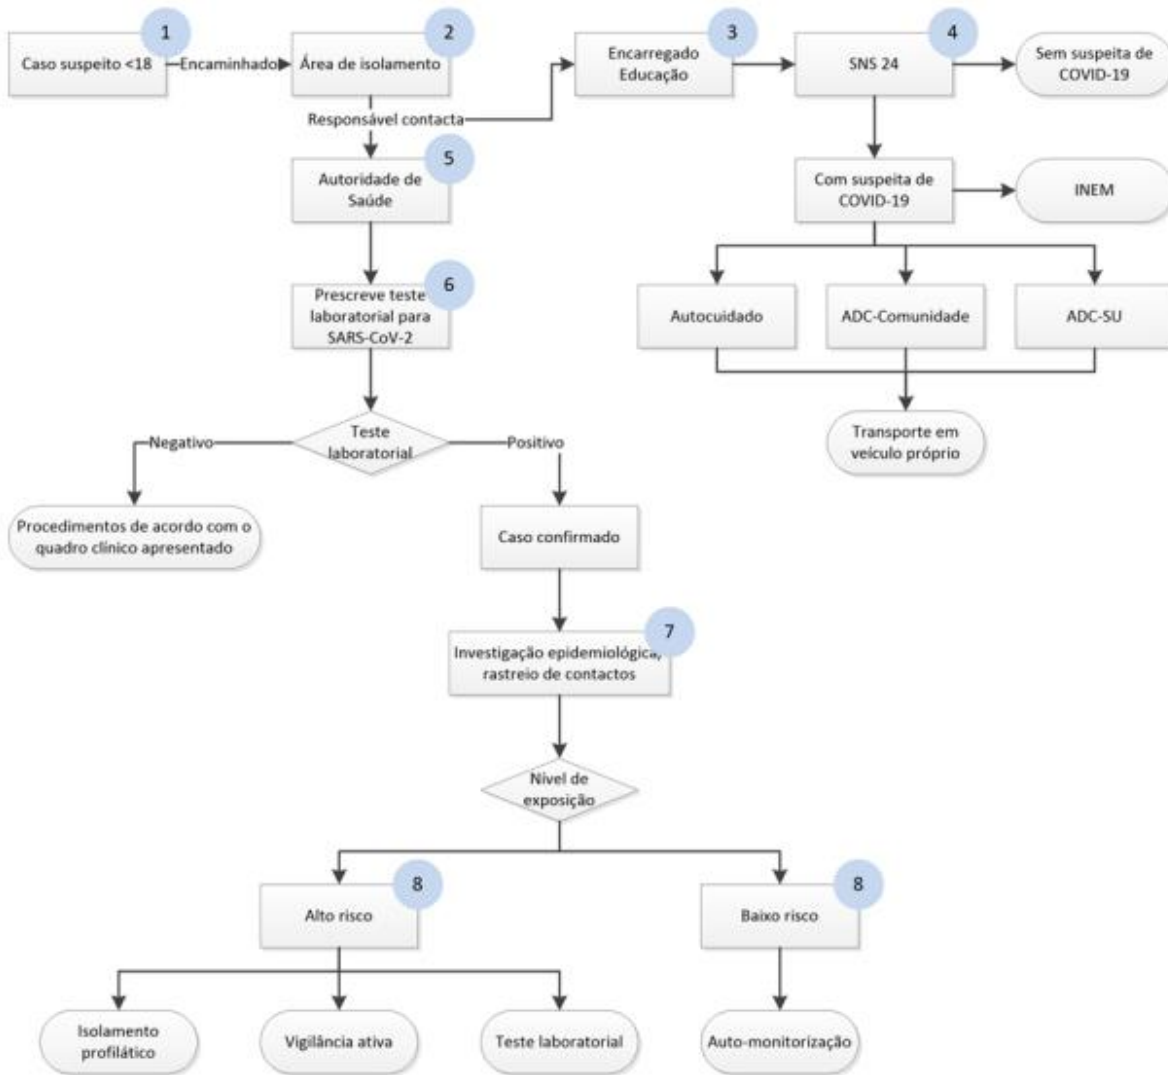 1
2
3
4
Caso suspeito <18
Encaminhado
Área de isolamento
Encarregado
Educação
SNS 24
Sem suspeita de
COVID-19
Responsável contacta
5
Autoridade de
Saúde
Com suspeita de
COVID-19
INEM
6
Prescreve teste
laboratorial para
SARS-CoV-2
Autocuidado
ADC-Comunidade
ADC-SU
Negativo
Teste
laboratorial
Positivo
Transporte em
veículo próprio
Procedimentos de acordo com o
quadro clínico apresentado
Caso confirmado
7
Investigação epidemiológica,
rastreio de contactos
Nível de
exposição
8
8
Alto risco
Baixo risco
Isolamento
profilático
Vigilância ativa
Teste laboratorial
Auto-monitorização